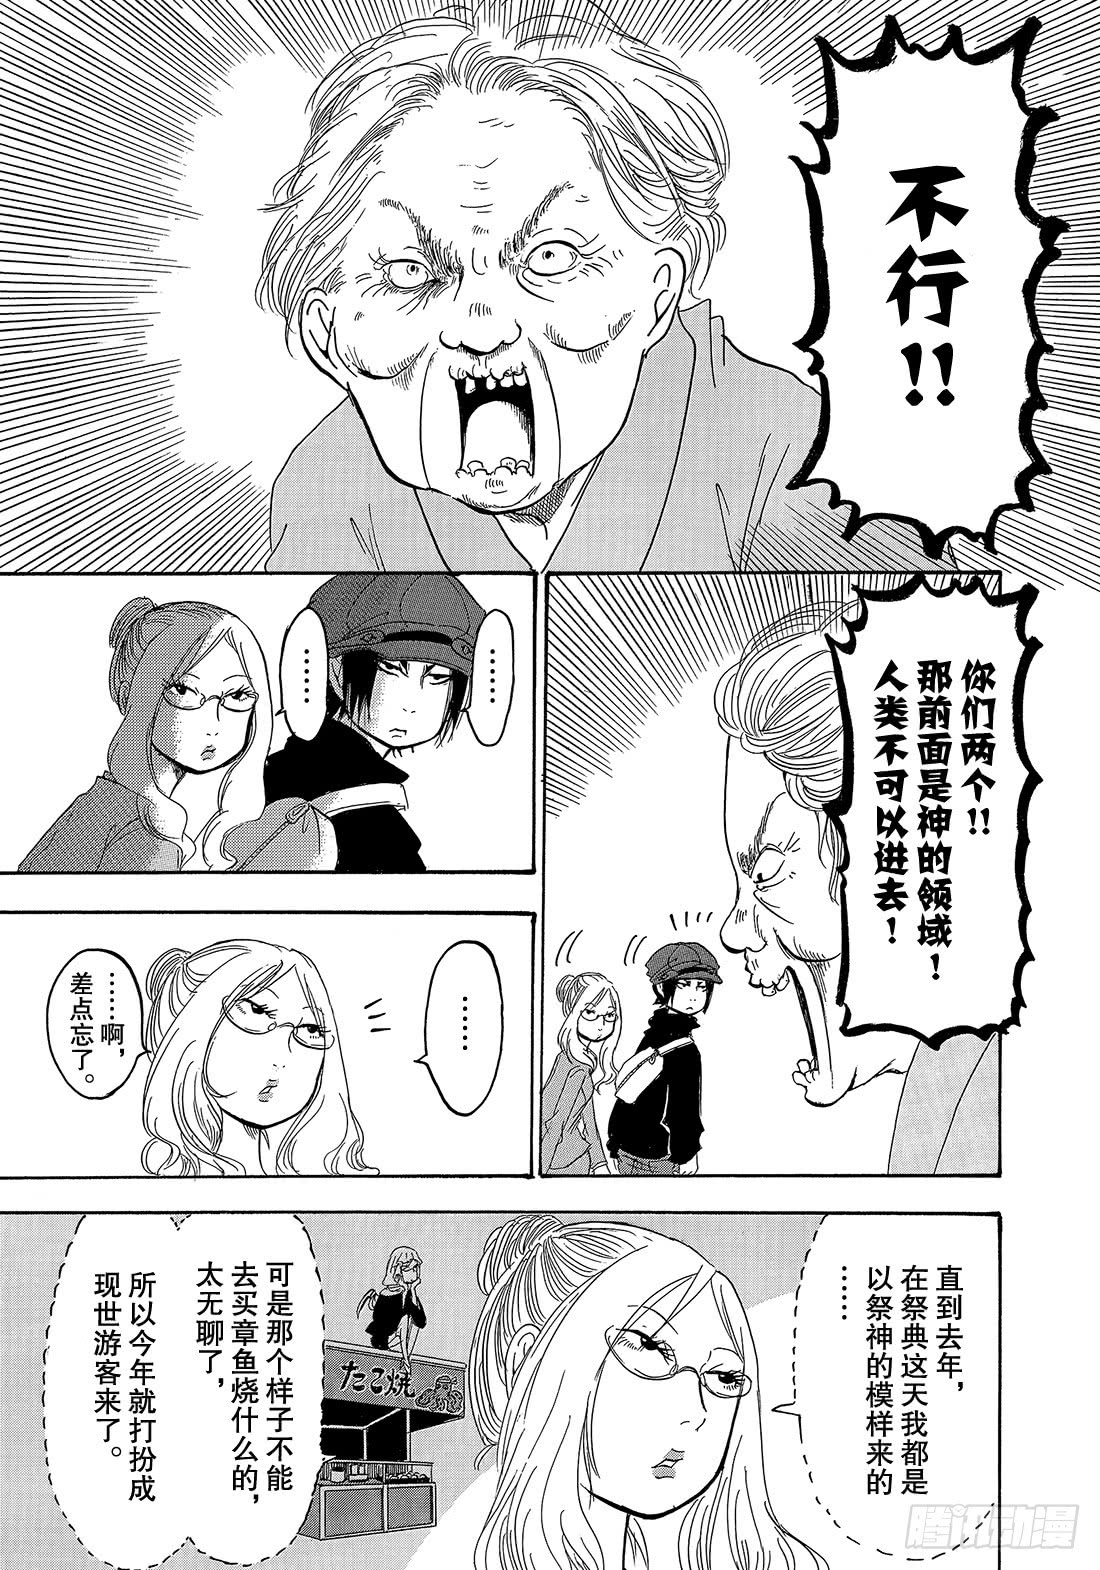 不行!!
你们两个!!
那前面是神的领域！
人类不可以进去！
……
……
……
……啊，
差点忘了。
直到去年，
在祭典这天我都是
以祭神的模样来的
……
可是那个样子不能
去买章鱼烧什么的，
太无聊了，
所以今年就打扮成
现世游客来了。
たこ焼
腾讯动漫